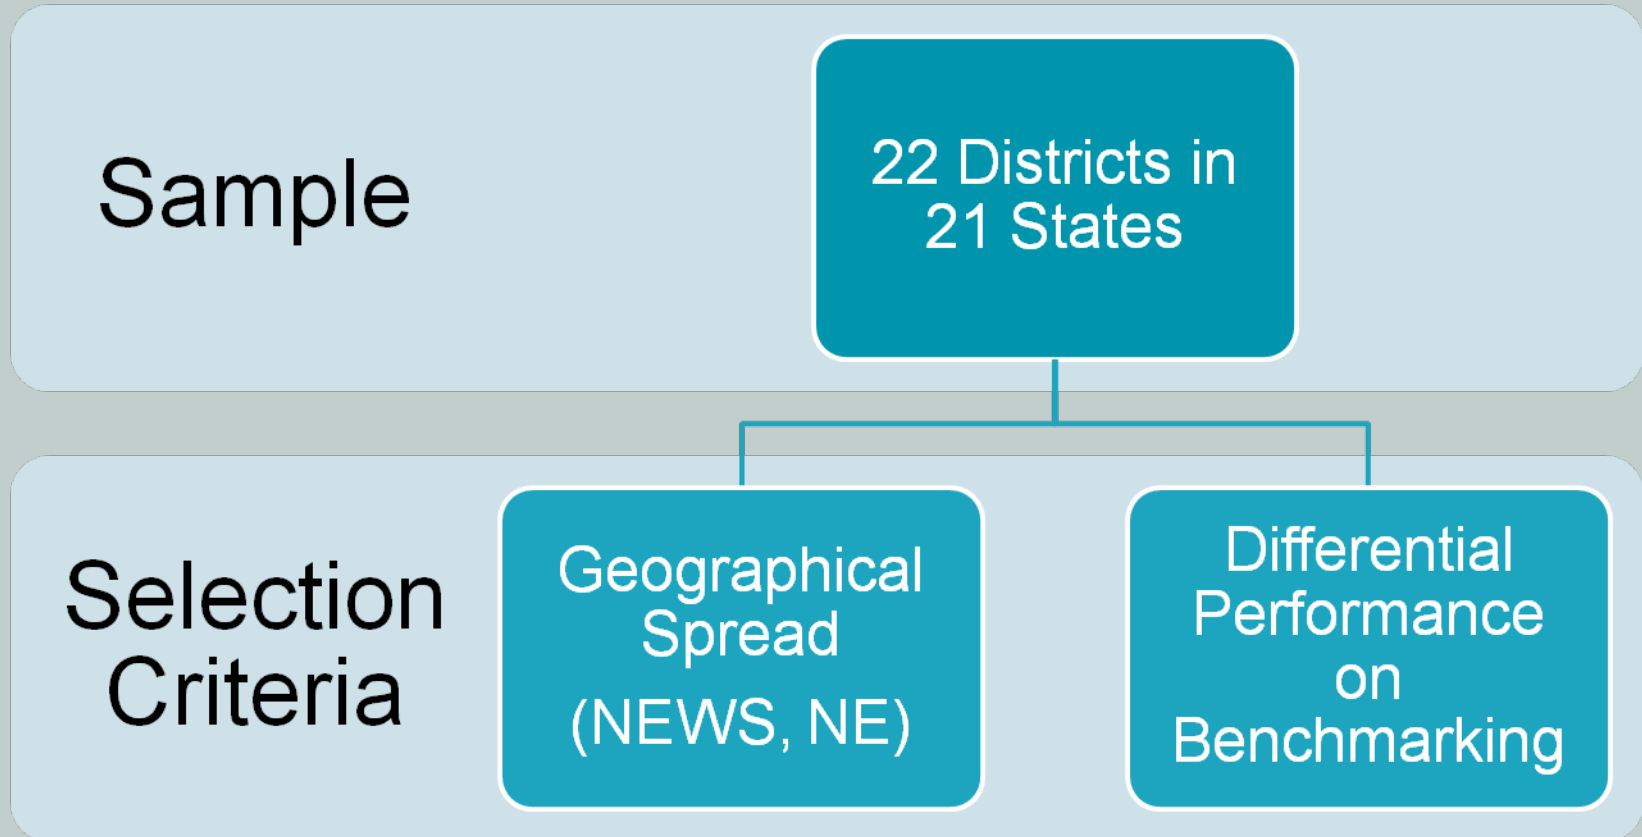 Sample
22 Districts in
21 States
Selection
Criteria
Geographical
Spread
(NEWS, NE)
Differential
Performance
on
Benchmarking